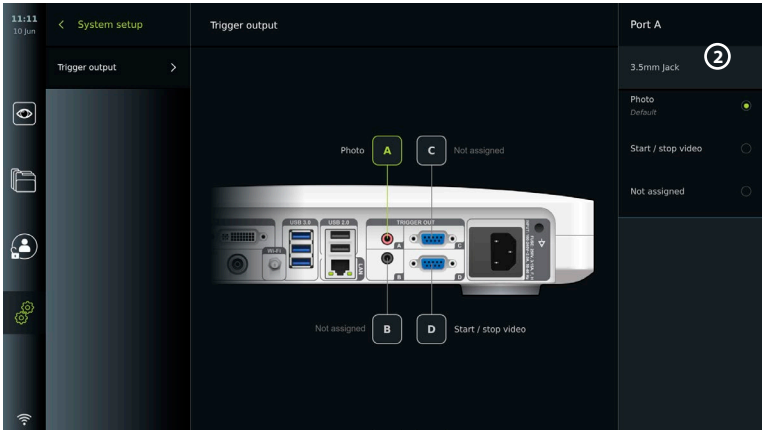 11:11
10 Jun
System setup
Trigger output
Port A
Trigger output
3.5mm Jack
2
Photo
Default
Start / stop video
Not assigned
Photo
A
C
Not assigned
USB 3.0
USB 2.0
TRIGGER OUT
Wi-Fi
LAN
A
C
B
D
Not assigned
B
D
Start / stop video